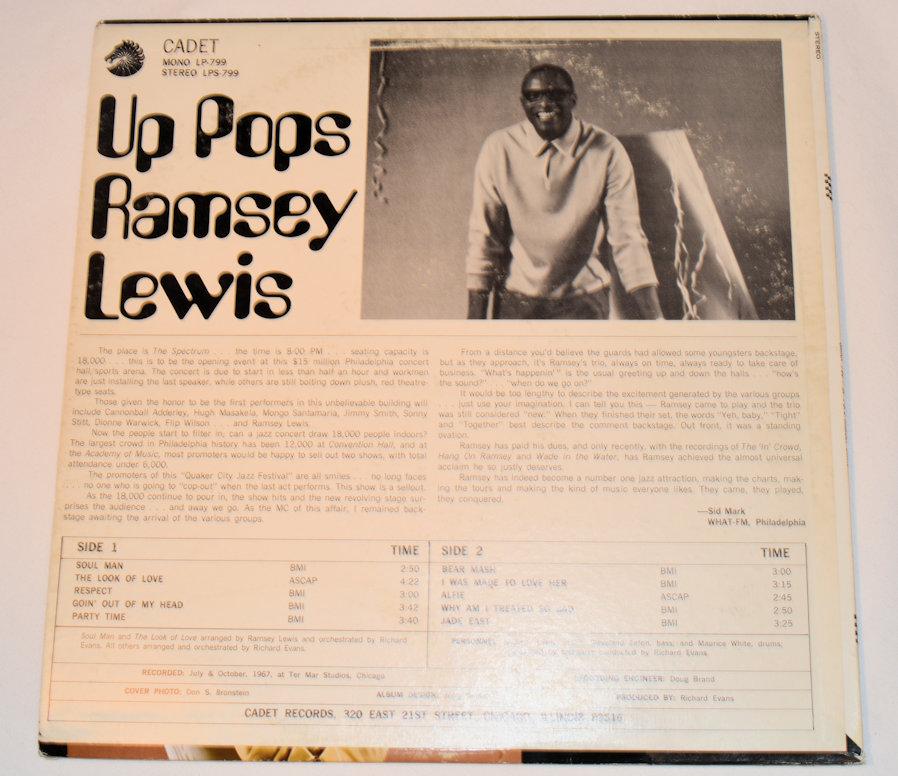 CADET
MONO LP-799
STEREO LPS-799
STEREO
Up Pops
Ramsey
Lewis
The place is The Spectrum . . . the time is 8:00 PM . . . seating capacity is
18,000 . . . this is to be the opening event at this $15 million Philadelphia concert
hall/sports arena. The concert is due to start in less than half an hour and workmen
are just installing the last speaker, while others are still bolting down plush, red theatre-
type seats.
Those given the honor to be the first performers in this unbelievable building will
include Cannonball Adderley, Hugh Masakela, Mongo Santamaria, Jimmy Smith, Sonny
Stitt, Dionne Warwick, Flip Wilson . . . and Ramsey Lewis.
Now the people start to filter in; can a jazz concert draw 18,000 people indoors?
The largest crowd in Philadelphia history has been 12,000 at Convention Hall, and at
the Academy of Music, most promoters would be happy to sell out two shows, with total
attendance under 6,000.
The promoters of this "Quaker City Jazz Festival" are all smiles . . . no long faces
. . . no one who is going to "cop-out" when the last act performs. This show is a sellout.
As the 18,000 continue to pour in, the show hits and the new revolving stage sur-
prises the audience . . . and away we go. As the MC of this affair, I remained back-
stage awaiting the arrival of the various groups.
From a distance you'd believe the guards had allowed some youngsters backstage,
but as they approach, it's Ramsey's trio, always on time, always ready to take care of
business. "What's happenin'" is the usual greeting up and down the halls . . . "how's
the sound?" . . . "when do we go on?"
It would be too lengthy to describe the excitement generated by the various groups
. . . just use your imagination. I can tell you this — Ramsey came to play and the trio
was still considered "new." When they finished their set, the words "Yeh, baby," "Tight"
and "Together" best describe the comment backstage. Out front, it was a standing
ovation.
Ramsey has paid his dues, and only recently, with the recordings of The 'In' Crowd,
Hang On Ramsey and Wade in the Water, has Ramsey achieved the almost universal
acclaim he so justly deserves.
Ramsey has indeed become a number one jazz attraction, making the charts, mak-
ing the tours and making the kind of music everyone likes. They came, they played,
they conquered.
—Sid Mark
WHAT-FM, Philadelphia
SIDE 1 TIME
SOUL MAN BMI 2:50
THE LOOK OF LOVE ASCAP 4:22
RESPECT BMI 3:00
GOIN' OUT OF MY HEAD BMI 3:42
PARTY TIME BMI 3:40
SIDE 2 TIME
BEAR MASH BMI 3:00
I WAS MADE TO LOVE HER BMI 3:15
ALFIE ASCAP 2:45
WHY AM I TREATED SO BAD BMI 2:50
JADE EAST BMI 3:25
Soul Man and The Look of Love arranged by Ramsey Lewis and orchestrated by Richard
Evans. All others arranged and orchestrated by Richard Evans.
PERSONNEL: Lewis, Cleveland Eaton, bass; and Maurice White, drums;
conducted by Richard Evans.
RECORDED: July & October, 1967, at Ter Mar Studios, Chicago
RECORDING ENGINEER: Doug Brand
COVER PHOTO: Don S. Bronstein
ALBUM DESIGN:
PRODUCED BY: Richard Evans
CADET RECORDS, 320 EAST 21ST STREET, CHICAGO, ILLINOIS 60616